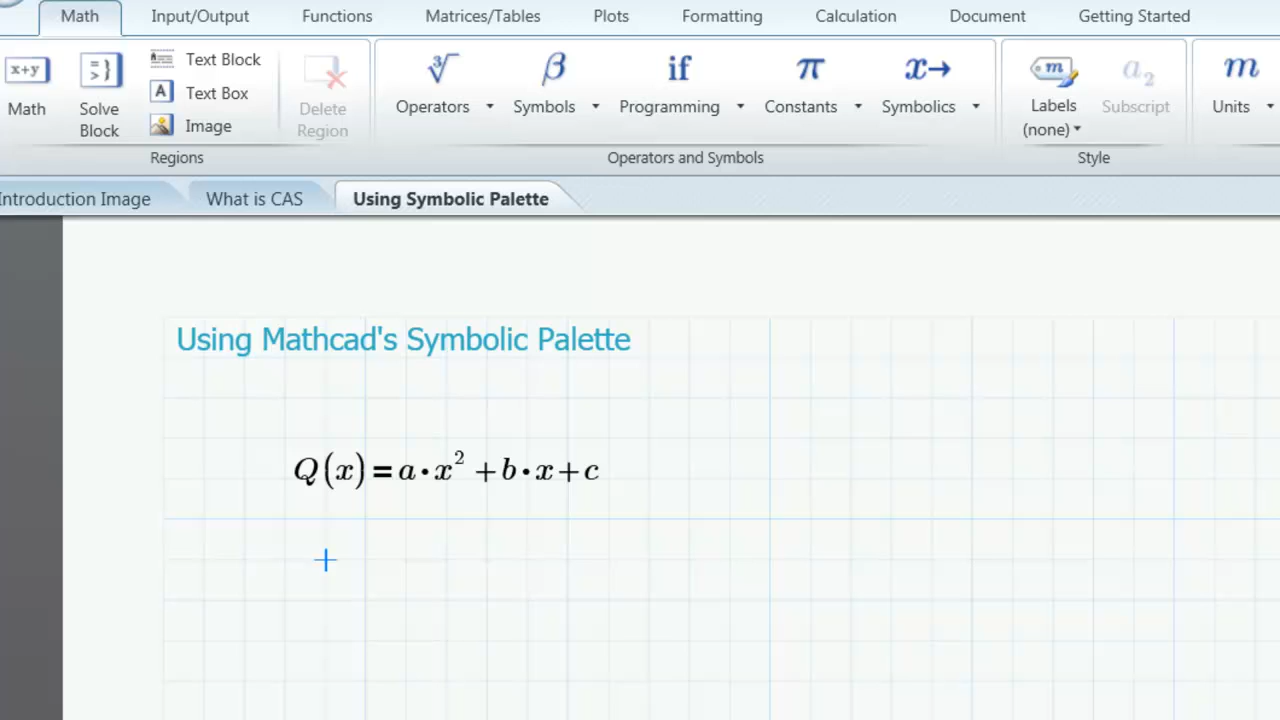 Math Input/Output Functions Matrices/Tables Plots Formatting Calculation Document Getting Started
x+y Math
= } > Solve Block
Text Block
A Text Box
Image
Delete Region
Regions
∛ Operators
β Symbols
if Programming
π Constants
x→ Symbolics
Operators and Symbols
m Labels (none)
a₂ Subscript
Style
m Units
Introduction Image What is CAS Using Symbolic Palette
Using Mathcad's Symbolic Palette
Q(x) = a·x² + b·x + c